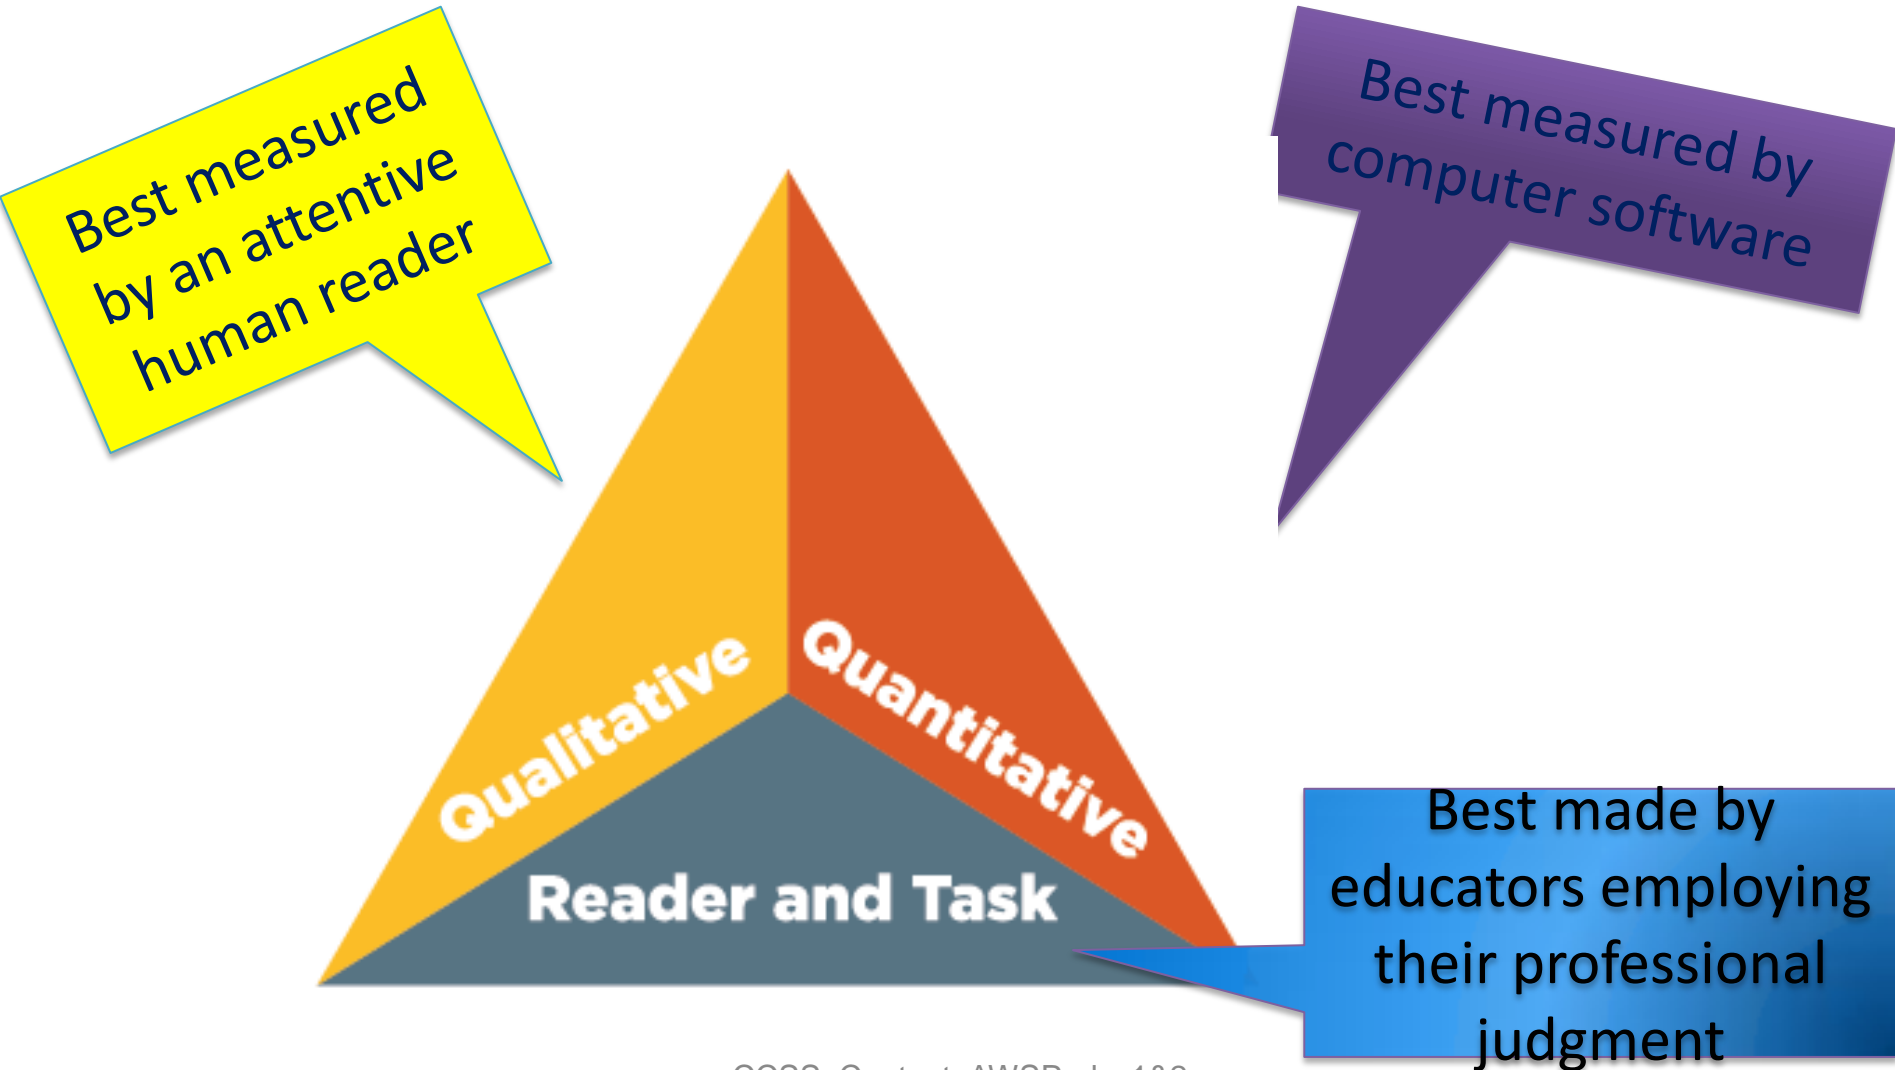 Best measured
by an attentive
human reader
Best measured by
computer software
Qualitative
Quantitative
Reader and Task
Best made by
educators employing
their professional
judgment